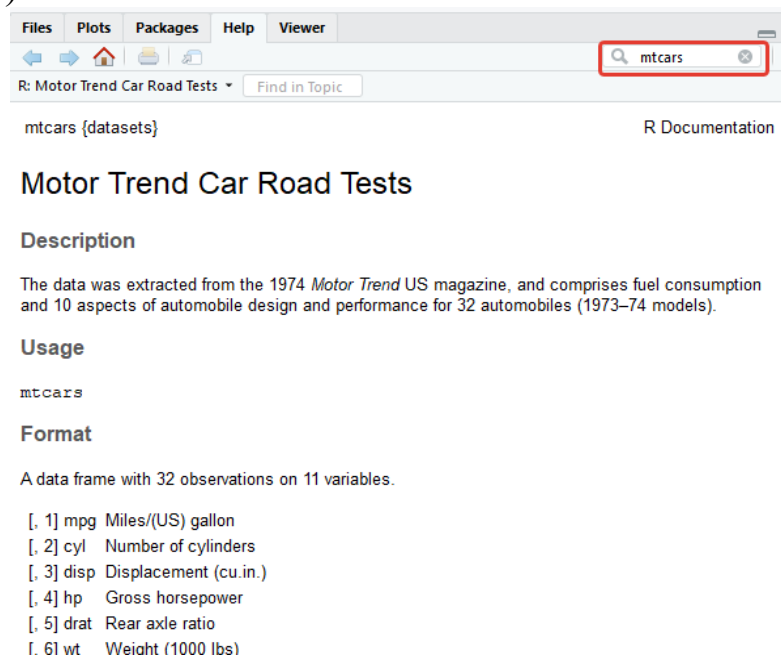 )
Files Plots Packages Help Viewer
mtcars
R: Motor Trend Car Road Tests Find in Topic
mtcars {datasets} R Documentation
Motor Trend Car Road Tests
Description
The data was extracted from the 1974 Motor Trend US magazine, and comprises fuel consumption
and 10 aspects of automobile design and performance for 32 automobiles (1973–74 models).
Usage
mtcars
Format
A data frame with 32 observations on 11 variables.
[, 1] mpg Miles/(US) gallon
[, 2] cyl Number of cylinders
[, 3] disp Displacement (cu.in.)
[, 4] hp Gross horsepower
[, 5] drat Rear axle ratio
[, 6] wt Weight (1000 lbs)